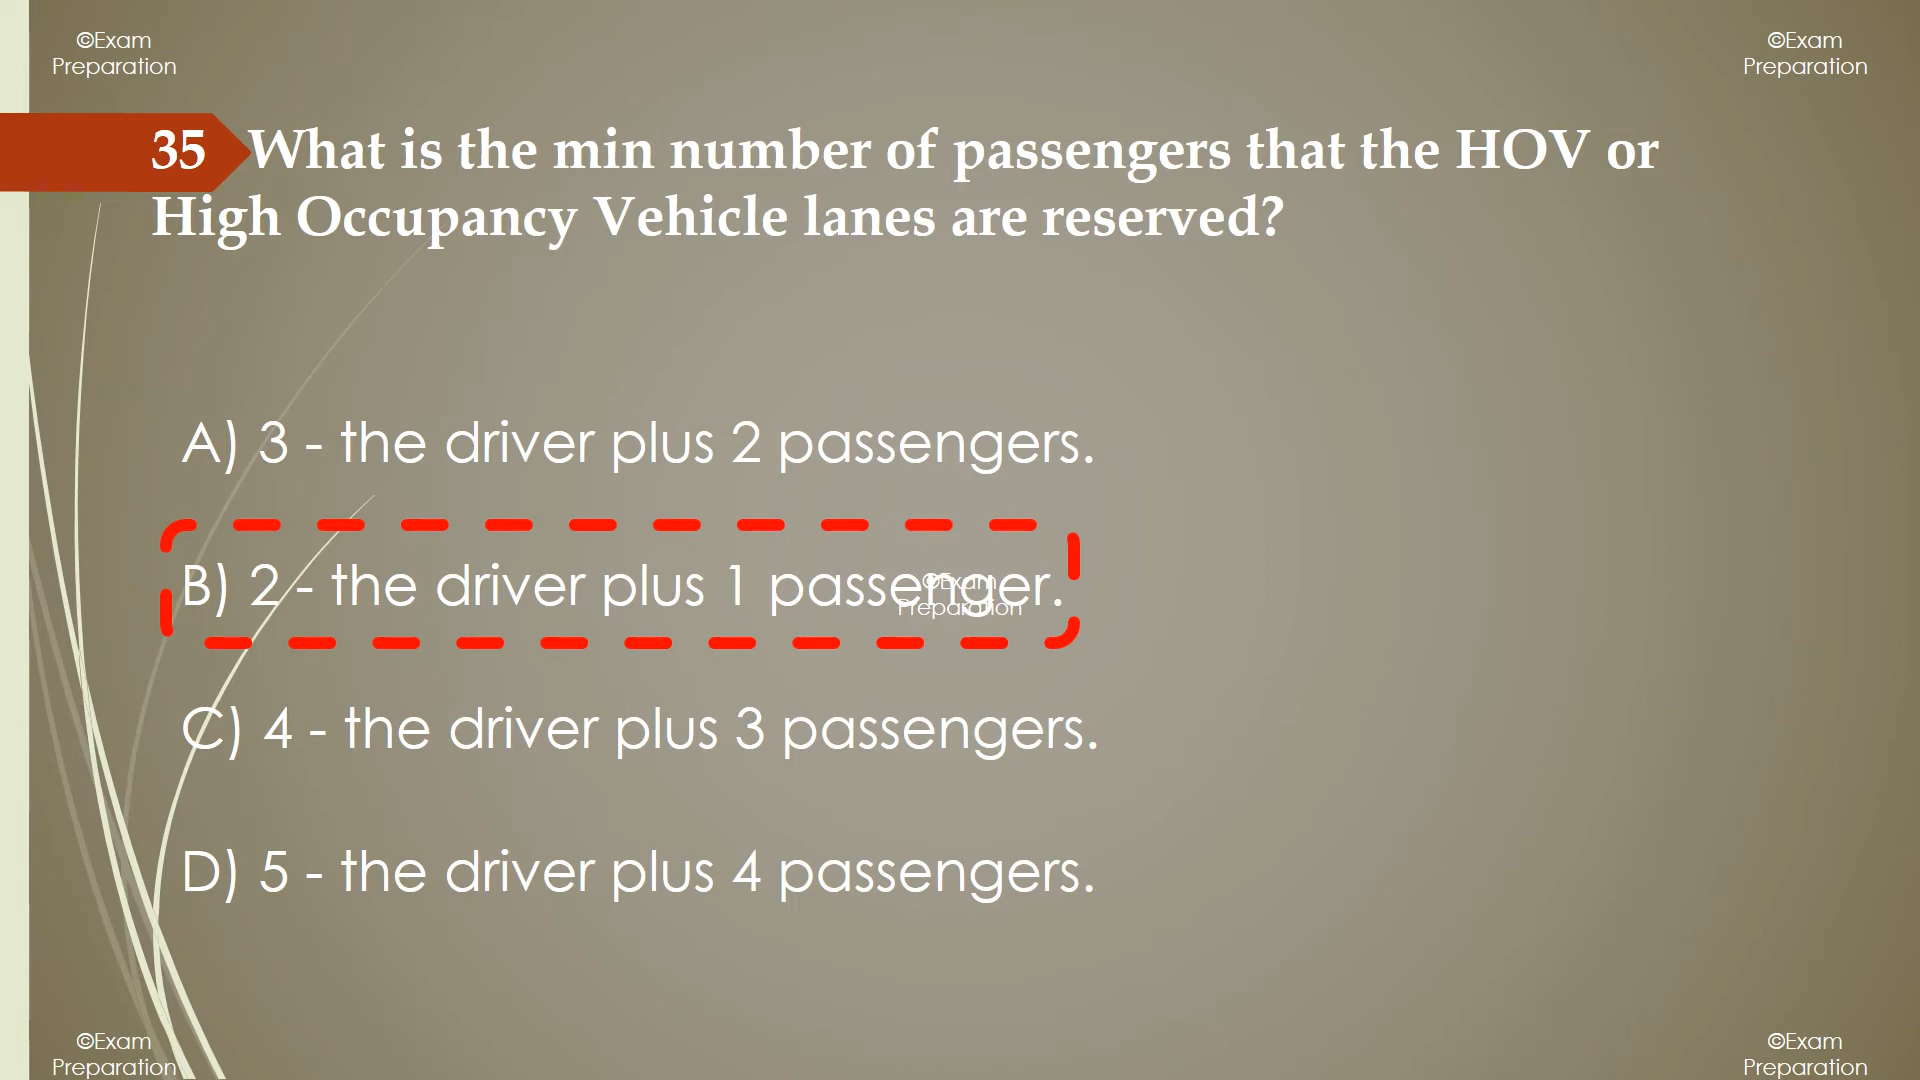 ©Exam
Preparation
©Exam
Preparation
35 What is the min number of passengers that the HOV or
High Occupancy Vehicle lanes are reserved?
A) 3 - the driver plus 2 passengers.
B) 2 - the driver plus 1 passenger.
©Exam
Preparation
C) 4 - the driver plus 3 passengers.
D) 5 - the driver plus 4 passengers.
©Exam
Preparation
©Exam
Preparation